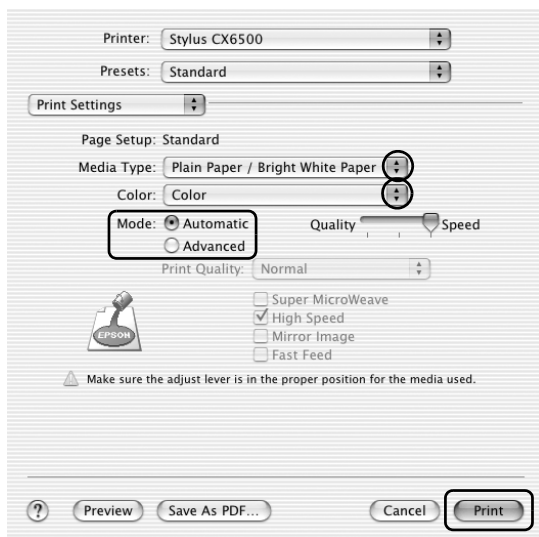 Printer: Stylus CX6500
Presets: Standard
Print Settings
Page Setup: Standard
Media Type: Plain Paper / Bright White Paper
Color: Color
Mode: Automatic Quality Speed
Advanced
Print Quality: Normal
Super MicroWeave
High Speed
EPSON Mirror Image
Fast Feed
Make sure the adjust lever is in the proper position for the media used.
? Preview Save As PDF... Cancel Print